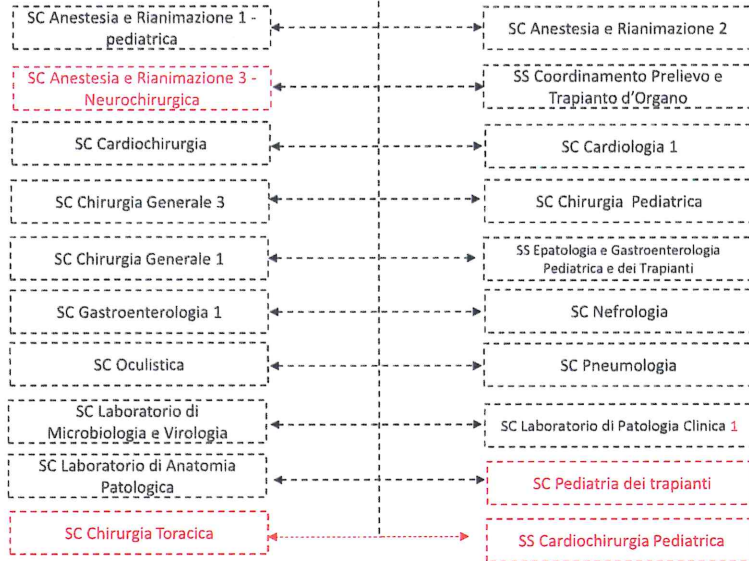 SC Anestesia e Rianimazione 1 -
pediatrica
SC Anestesia e Rianimazione 2
SC Anestesia e Rianimazione 3 -
Neurochirurgica
SS Coordinamento Prelievo e
Trapianto d'Organo
SC Cardiochirurgia
SC Cardiologia 1
SC Chirurgia Generale 3
SC Chirurgia Pediatrica
SC Chirurgia Generale 1
SS Epatologia e Gastroenterologia
Pediatrica e dei Trapianti
SC Gastroenterologia 1
SC Nefrologia
SC Oculistica
SC Pneumologia
SC Laboratorio di
Microbiologia e Virologia
SC Laboratorio di Patologia Clinica 1
SC Laboratorio di Anatomia
Patologica
SC Pediatria dei trapianti
SC Chirurgia Toracica
SS Cardiochirurgia Pediatrica